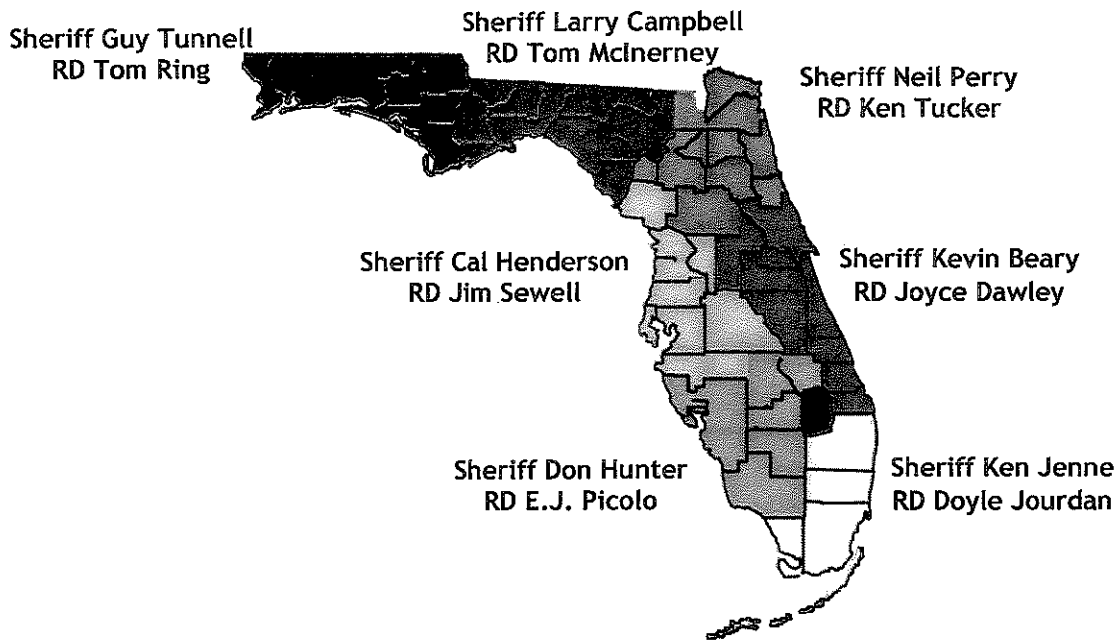 Sheriff Guy Tunnell
RD Tom Ring
Sheriff Larry Campbell
RD Tom McInerney
Sheriff Neil Perry
RD Ken Tucker
Sheriff Cal Henderson
RD Jim Sewell
Sheriff Kevin Beary
RD Joyce Dawley
Sheriff Don Hunter
RD E.J. Picolo
Sheriff Ken Jenne
RD Doyle Jourdan